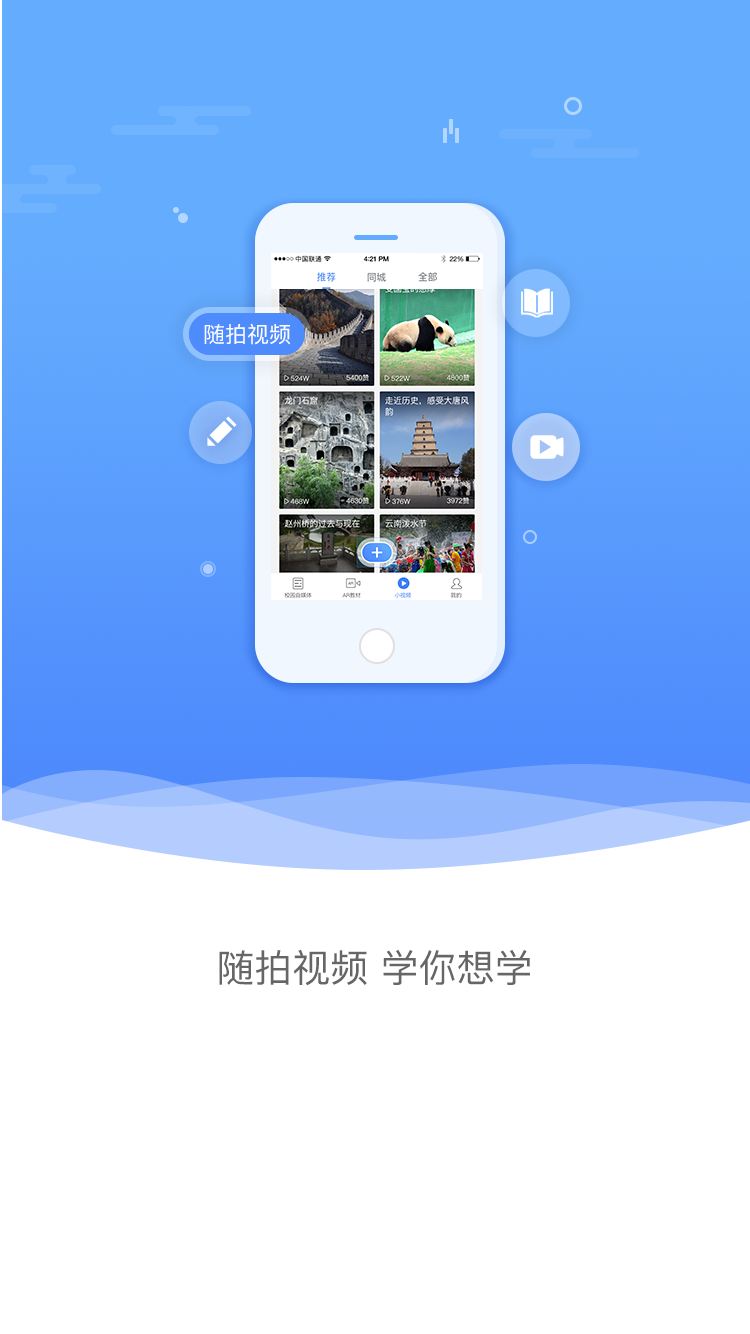 中国联通
4:21 PM
22%
推荐
同城
全部
随拍视频
524W
5400赞
522W
4800赞
龙门石窟
走近历史，感受大唐风
韵
468W
4630赞
376W
3972赞
赵州桥的过去与现在
云南泼水节
校园自媒体
AR教材
小视频
我的
随拍视频 学你想学